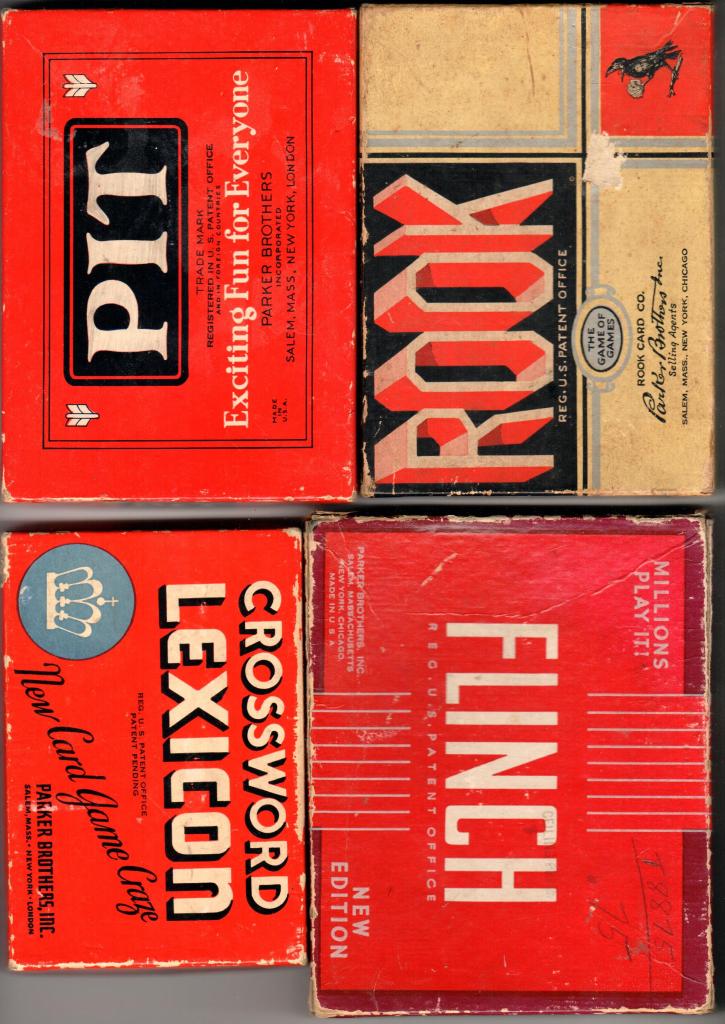 PIT
TRADE MARK
REGISTERED IN U.S. PATENT OFFICE
AND IN FOREIGN COUNTRIES
Exciting Fun for Everyone
PARKER BROTHERS
INCORPORATED
SALEM, MASS., NEW YORK, LONDON
MADE
IN
U.S.A.
ROOK
REG. U.S. PATENT OFFICE
THE
GAME OF
GAMES
ROOK CARD CO.
Parker Brothers Inc.
Selling Agents
SALEM, MASS., NEW YORK, CHICAGO
CROSSWORD
LEXICON
REG. U. S. PATENT OFFICE
PATENT PENDING
New Card Game Craze
PARKER BROTHERS, INC.
SALEM, MASS. • NEW YORK • LONDON
MILLIONS
PLAY IT!
FLINCH
REG. U.S. PATENT OFFICE
PARKER BROTHERS, INC.
SALEM, MASSACHUSETTS
NEW YORK, CHICAGO,
MADE IN U S A
NEW
EDITION